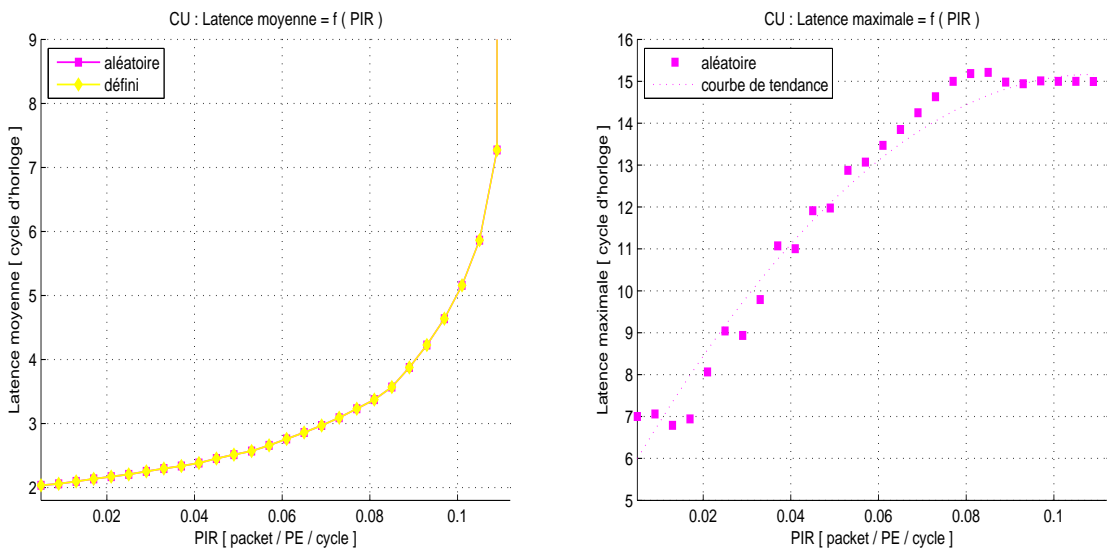 CU : Latence moyenne = f ( PIR )
9
8
7
6
5
4
3
2
Latence moyenne [ cycle d'horloge ]
aléatoire
défini
0.02 0.04 0.06 0.08 0.1
PIR [ packet / PE / cycle ]
CU : Latence maximale = f ( PIR )
16
15
14
13
12
11
10
9
8
7
6
5
Latence maximale [ cycle d'horloge ]
aléatoire
courbe de tendance
0.02 0.04 0.06 0.08 0.1
PIR [ packet / PE / cycle ]